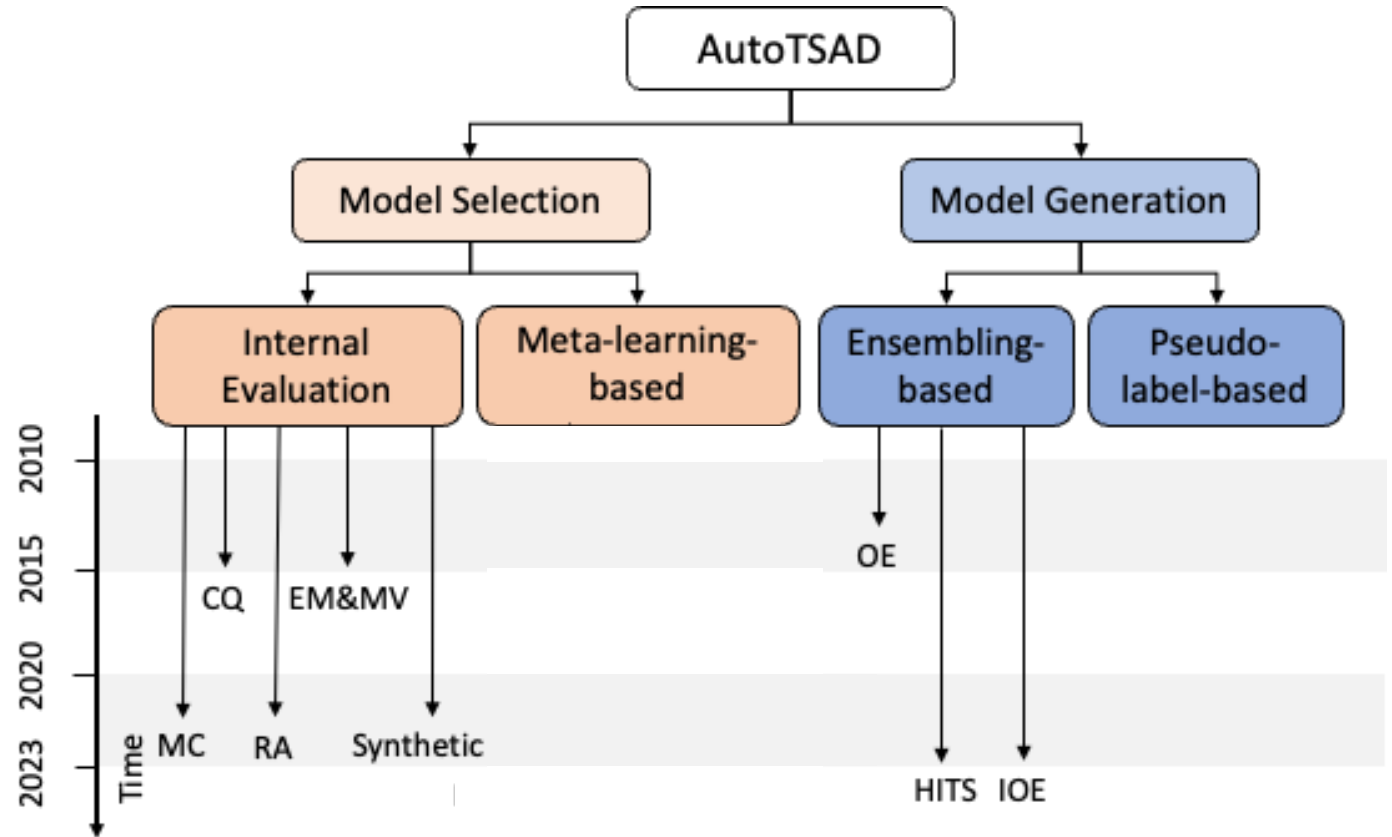 AutoTSAD
Model Selection
Model Generation
Internal
Evaluation
Meta-learning-
based
Ensembling-
based
Pseudo-
label-based
2010
2015
2020
2023
Time
OE
CQ
EM&MV
MC
RA
Synthetic
HITS
IOE